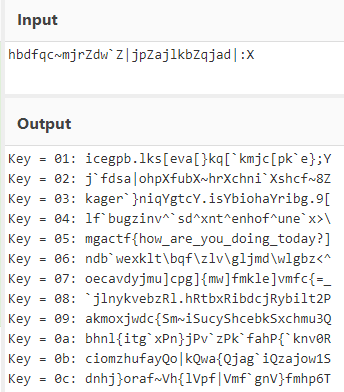 Input
hbdfqc~mjrZdw`Z|jpZajlkbZqjad|:X
Output
Key = 01: icegpb.lks[eva[}kq[`kmjc[pk`e};Y
Key = 02: j`fdsa|ohpXfubX~hrXchni`Xshcf~8Z
Key = 03: kager`}niqYgtcY.isYbiohaYribg.9[
Key = 04: lf`bugzinv^`sd^xnt^enhof^une`x>\
Key = 05: mgactf{how_are_you_doing_today?]
Key = 06: ndb`wexklt\bqf\zlv\gljmd\wlgbz<^
Key = 07: oecavdyjmu]cpg]{mw]fmkle]vmfc{=_
Key = 08: `jlnykvebzRl.hRtbxRibdcjRybilt2P
Key = 09: akmoxjwdc{Sm~iSucyShcebkSxchmu3Q
Key = 0a: bhnl{itg`xPn}jPv`zPk`fahP{`knv0R
Key = 0b: ciomzhufayQo|kQwa{Qjag`iQzajow1S
Key = 0c: dnhj}oraf~Vh{lVpf|Vmf`gnV}fmhp6T